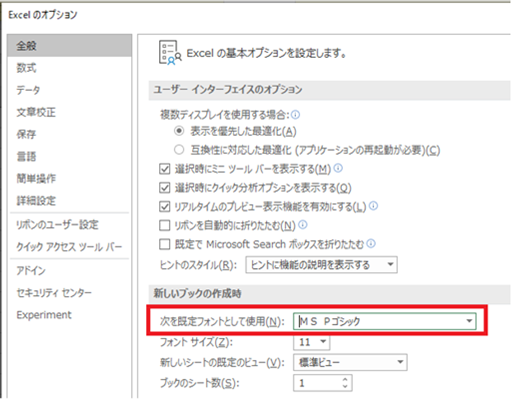 Excel のオプション
全般
数式
データ
文章校正
保存
言語
簡単操作
詳細設定
リボンのユーザー設定
クイック アクセス ツール バー
アドイン
セキュリティ センター
Experiment
Excel の基本オプションを設定します。
ユーザー インターフェイスのオプション
複数ディスプレイを使用する場合:
表示を優先した最適化(A)
互換性に対応した最適化 (アプリケーションの再起動が必要)(C)
選択時にミニ ツール バーを表示する(M)
選択時にクイック分析オプションを表示する(Q)
リアルタイムのプレビュー表示機能を有効にする(L)
リボンを自動的に折りたたむ(N)
既定で Microsoft Search ボックスを折りたたむ
ヒントのスタイル(R): ヒントに機能の説明を表示する
新しいブックの作成時
次を既定フォントとして使用(N): ＭＳ Ｐゴシック
フォント サイズ(Z): 11
新しいシートの既定のビュー(V): 標準ビュー
ブックのシート数(S): 1